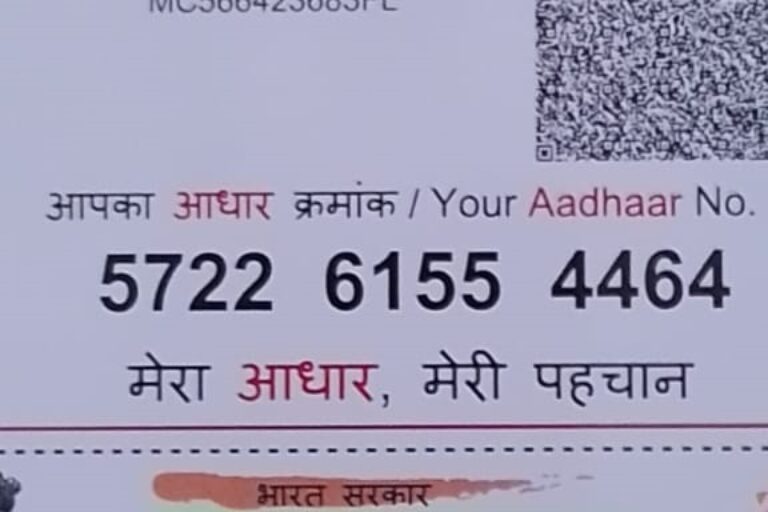 आपका आधार क्रमांक / Your Aadhaar No.
5722 6155 4464
मेरा आधार, मेरी पहचान
भारत सरकार